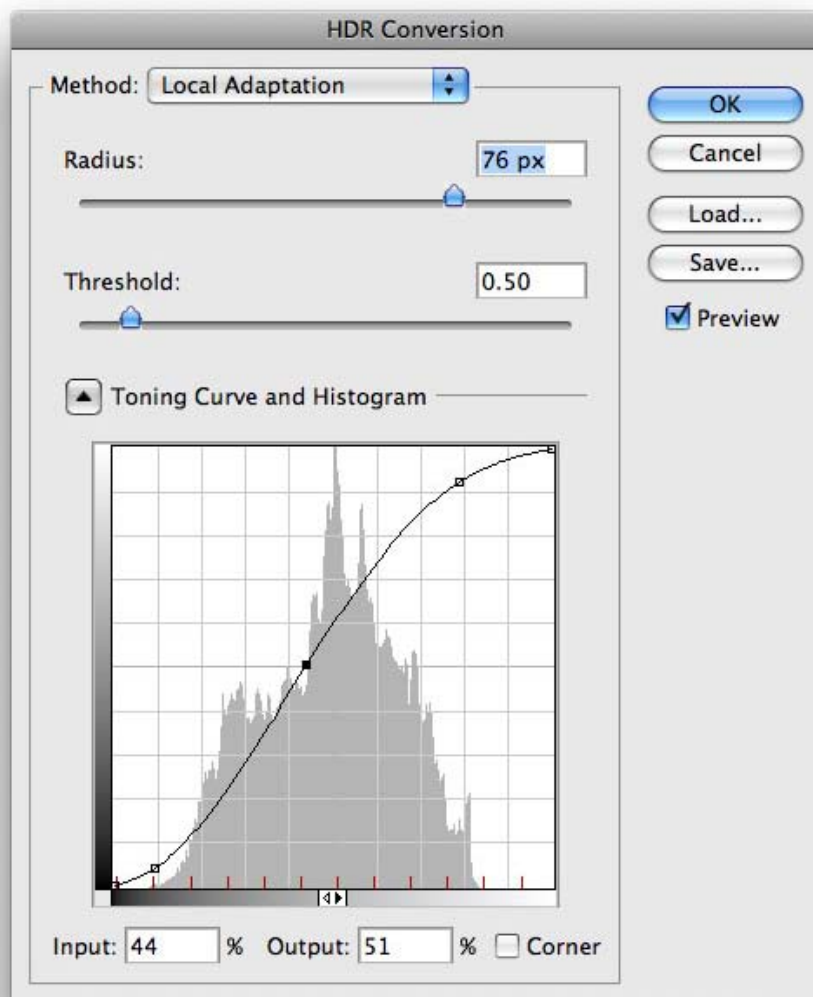 HDR Conversion
Method: Local Adaptation
OK
Radius: 76 px
Cancel
Load...
Threshold: 0.50
Save...
Preview
Toning Curve and Histogram
Input: 44 % Output: 51 % Corner